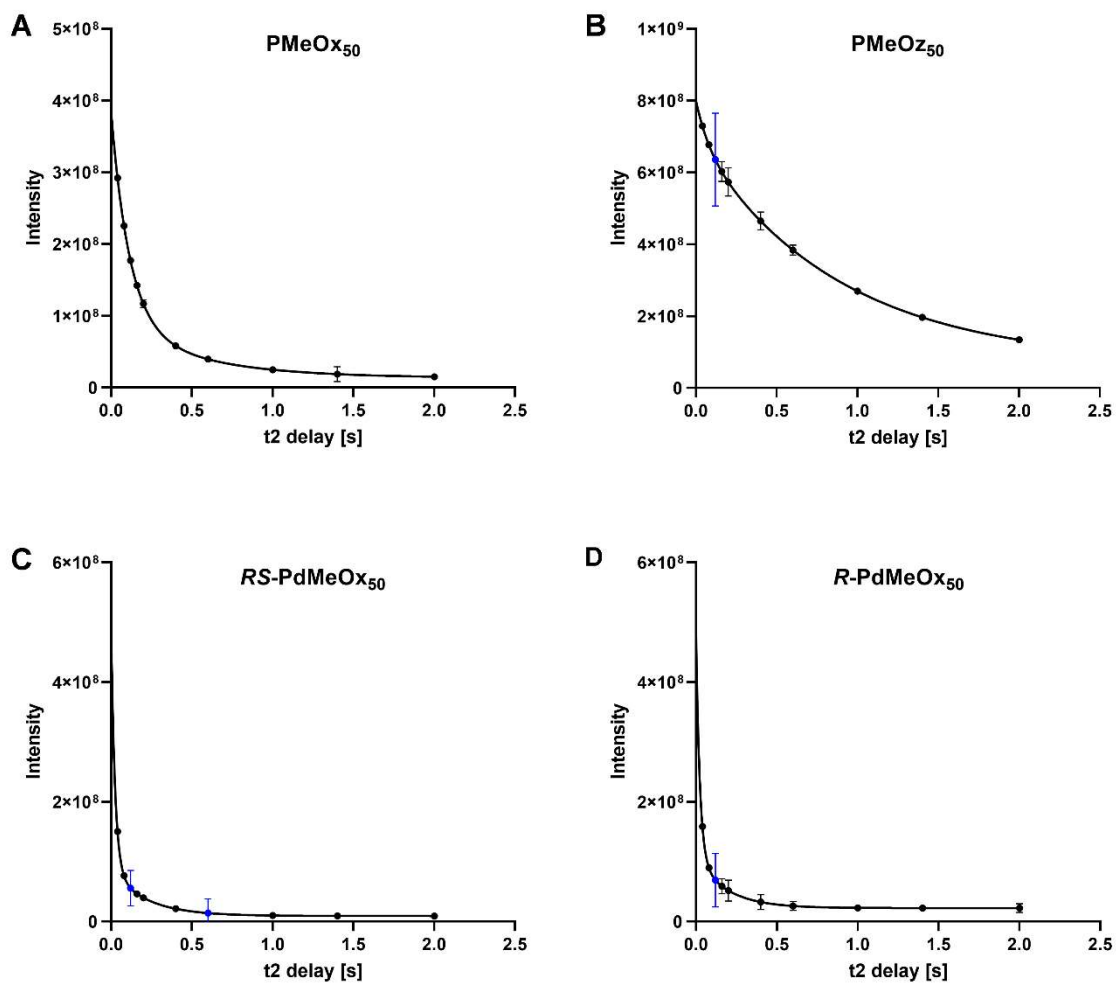 A
PMeOx₅₀
5×10⁸
4×10⁸
3×10⁸
2×10⁸
1×10⁸
0
Intensity
0.0 0.5 1.0 1.5 2.0 2.5
t2 delay [s]
B
PMeOz₅₀
1×10⁹
8×10⁸
6×10⁸
4×10⁸
2×10⁸
0
Intensity
0.0 0.5 1.0 1.5 2.0 2.5
t2 delay [s]
C
RS-PdMeOx₅₀
6×10⁸
4×10⁸
2×10⁸
0
Intensity
0.0 0.5 1.0 1.5 2.0 2.5
t2 delay [s]
D
R-PdMeOx₅₀
6×10⁸
4×10⁸
2×10⁸
0
Intensity
0.0 0.5 1.0 1.5 2.0 2.5
t2 delay [s]